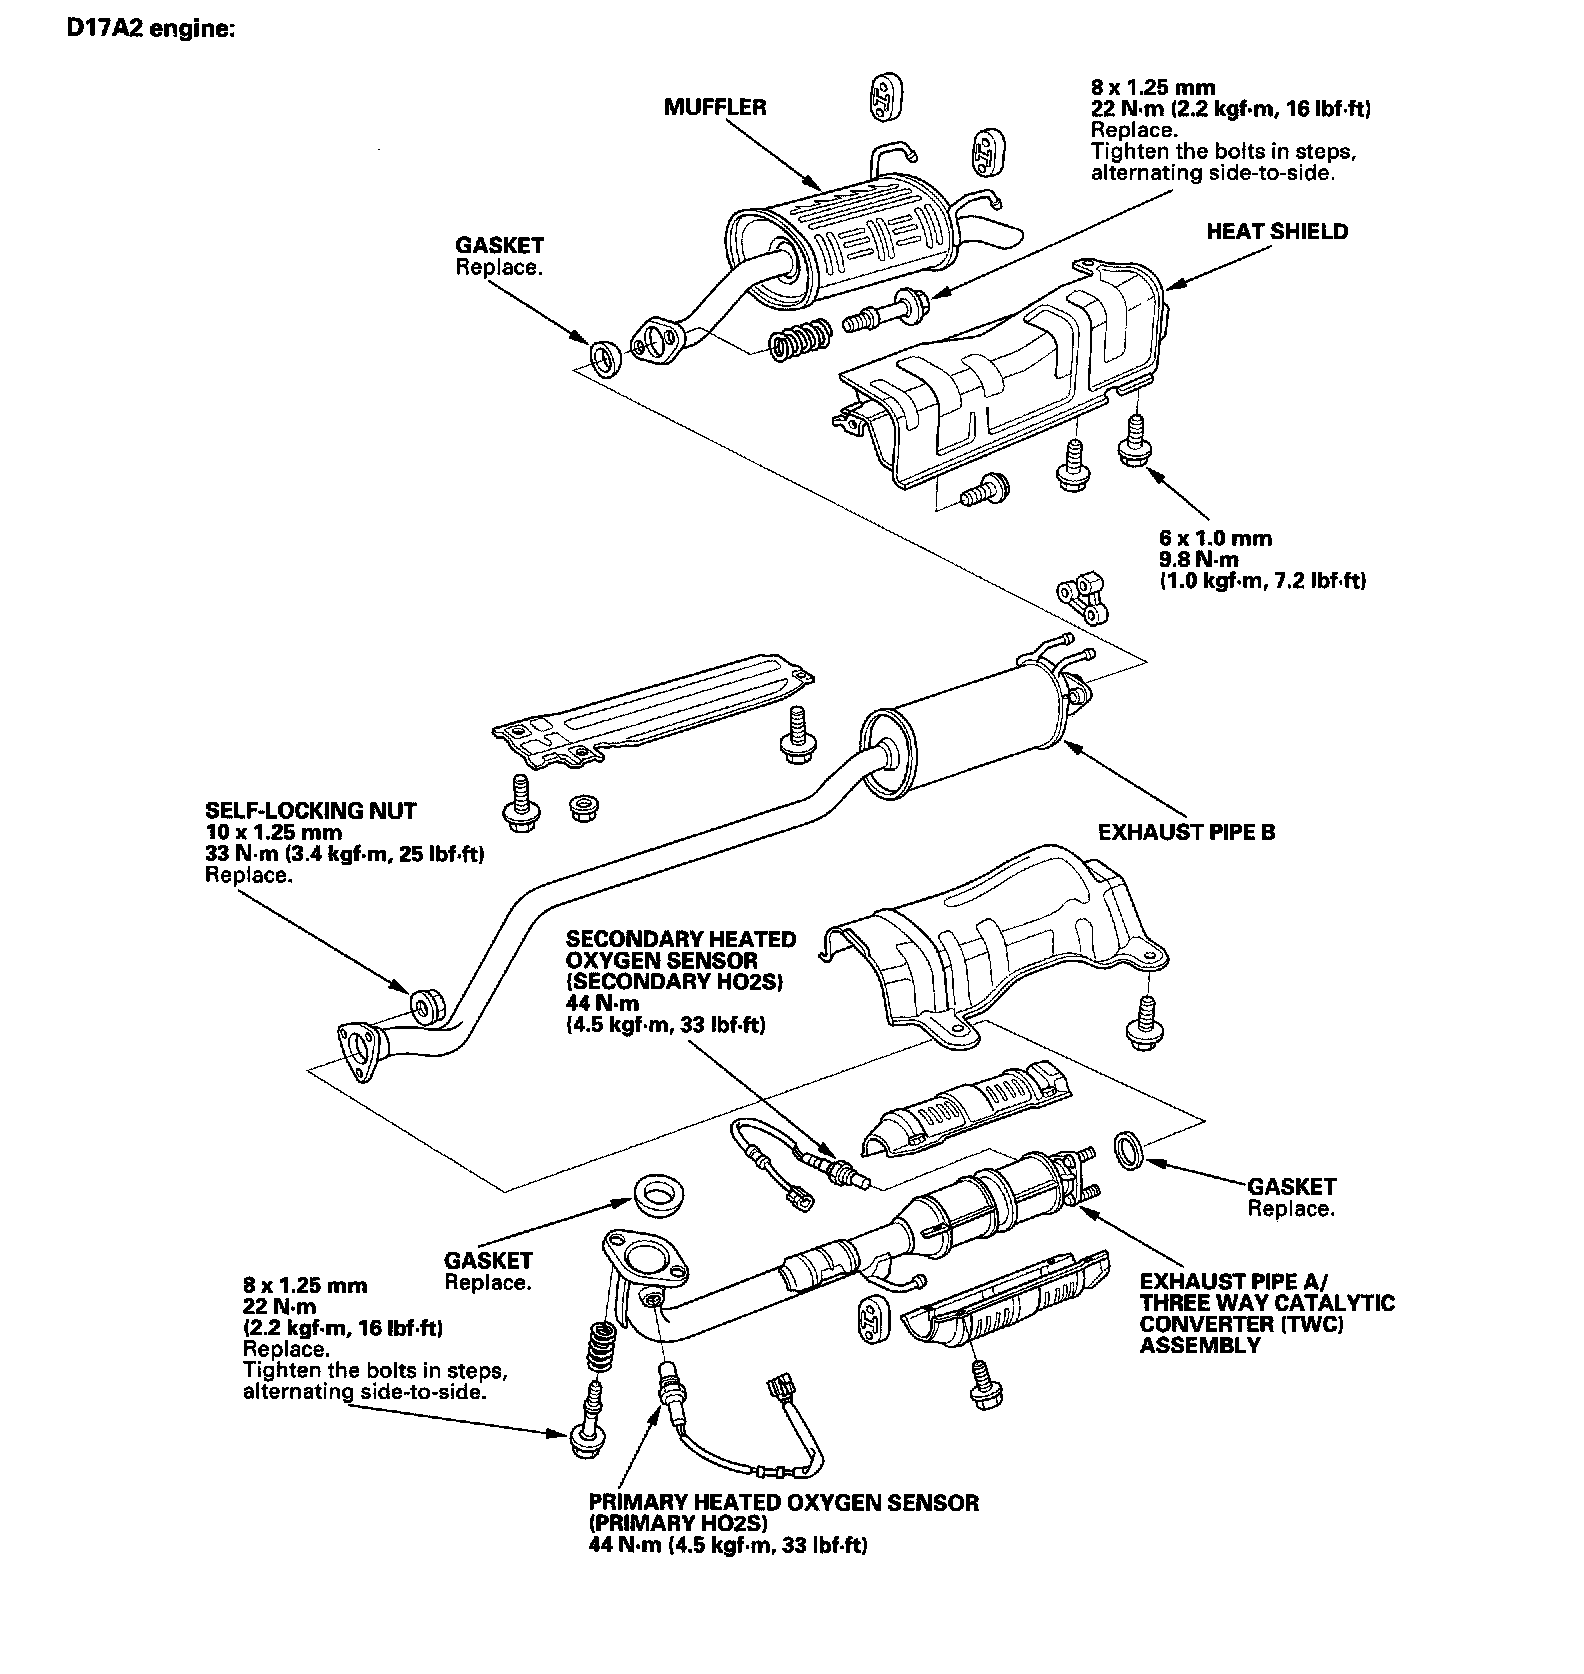 D17A2 engine:
MUFFLER
8 x 1.25 mm
22 N·m (2.2 kgf·m, 16 lbf·ft)
Replace.
Tighten the bolts in steps,
alternating side-to-side.
HEAT SHIELD
GASKET
Replace.
6 x 1.0 mm
9.8 N·m
(1.0 kgf·m, 7.2 lbf·ft)
EXHAUST PIPE B
SELF-LOCKING NUT
10 x 1.25 mm
33 N·m (3.4 kgf·m, 25 lbf·ft)
Replace.
SECONDARY HEATED
OXYGEN SENSOR
(SECONDARY HO2S)
44 N·m
(4.5 kgf·m, 33 lbf·ft)
GASKET
Replace.
GASKET
Replace.
8 x 1.25 mm
22 N·m
(2.2 kgf·m, 16 lbf·ft)
Replace.
Tighten the bolts in steps,
alternating side-to-side.
EXHAUST PIPE A/
THREE WAY CATALYTIC
CONVERTER (TWC)
ASSEMBLY
PRIMARY HEATED OXYGEN SENSOR
(PRIMARY HO2S)
44 N·m (4.5 kgf·m, 33 lbf·ft)